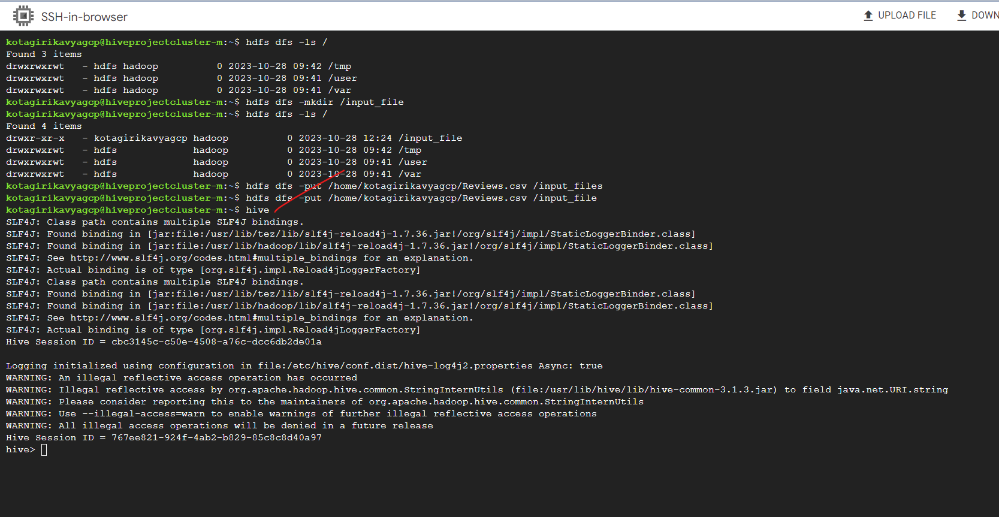 SSH-in-browser
UPLOAD FILE
DOWN
kotagirikavyagcp@hiveprojectcluster-m:~$ hdfs dfs -ls /
Found 3 items
drwxrwxrwt   - hdfs hadoop          0 2023-10-28 09:42 /tmp
drwxrwxrwt   - hdfs hadoop          0 2023-10-28 09:41 /user
drwxrwxrwt   - hdfs hadoop          0 2023-10-28 09:41 /var
kotagirikavyagcp@hiveprojectcluster-m:~$ hdfs dfs -mkdir /input_file
kotagirikavyagcp@hiveprojectcluster-m:~$ hdfs dfs -ls /
Found 4 items
drwxr-xr-x   - kotagirikavyagcp hadoop          0 2023-10-28 12:24 /input_file
drwxrwxrwt   - hdfs             hadoop          0 2023-10-28 09:42 /tmp
drwxrwxrwt   - hdfs             hadoop          0 2023-10-28 09:41 /user
drwxrwxrwt   - hdfs             hadoop          0 2023-10-28 09:41 /var
kotagirikavyagcp@hiveprojectcluster-m:~$ hdfs dfs -put /home/kotagirikavyagcp/Reviews.csv /input_files
kotagirikavyagcp@hiveprojectcluster-m:~$ hdfs dfs -put /home/kotagirikavyagcp/Reviews.csv /input_file
kotagirikavyagcp@hiveprojectcluster-m:~$ hive
SLF4J: Class path contains multiple SLF4J bindings.
SLF4J: Found binding in [jar:file:/usr/lib/tez/lib/slf4j-reload4j-1.7.36.jar!/org/slf4j/impl/StaticLoggerBinder.class]
SLF4J: Found binding in [jar:file:/usr/lib/hadoop/lib/slf4j-reload4j-1.7.36.jar!/org/slf4j/impl/StaticLoggerBinder.class]
SLF4J: See http://www.slf4j.org/codes.html#multiple_bindings for an explanation.
SLF4J: Actual binding is of type [org.slf4j.impl.Reload4jLoggerFactory]
SLF4J: Class path contains multiple SLF4J bindings.
SLF4J: Found binding in [jar:file:/usr/lib/tez/lib/slf4j-reload4j-1.7.36.jar!/org/slf4j/impl/StaticLoggerBinder.class]
SLF4J: Found binding in [jar:file:/usr/lib/hadoop/lib/slf4j-reload4j-1.7.36.jar!/org/slf4j/impl/StaticLoggerBinder.class]
SLF4J: See http://www.slf4j.org/codes.html#multiple_bindings for an explanation.
SLF4J: Actual binding is of type [org.slf4j.impl.Reload4jLoggerFactory]
Hive Session ID = cbc3145c-c50e-4508-a76c-dcc6db2de01a
Logging initialized using configuration in file:/etc/hive/conf.dist/hive-log4j2.properties Async: true
WARNING: An illegal reflective access operation has occurred
WARNING: Illegal reflective access by org.apache.hadoop.hive.common.StringInternUtils (file:/usr/lib/hive/lib/hive-common-3.1.3.jar) to field java.net.URI.string
WARNING: Please consider reporting this to the maintainers of org.apache.hadoop.hive.common.StringInternUtils
WARNING: Use --illegal-access=warn to enable warnings of further illegal reflective access operations
WARNING: All illegal access operations will be denied in a future release
Hive Session ID = 767ee821-924f-4ab2-b829-85c8c8d40a97
hive>